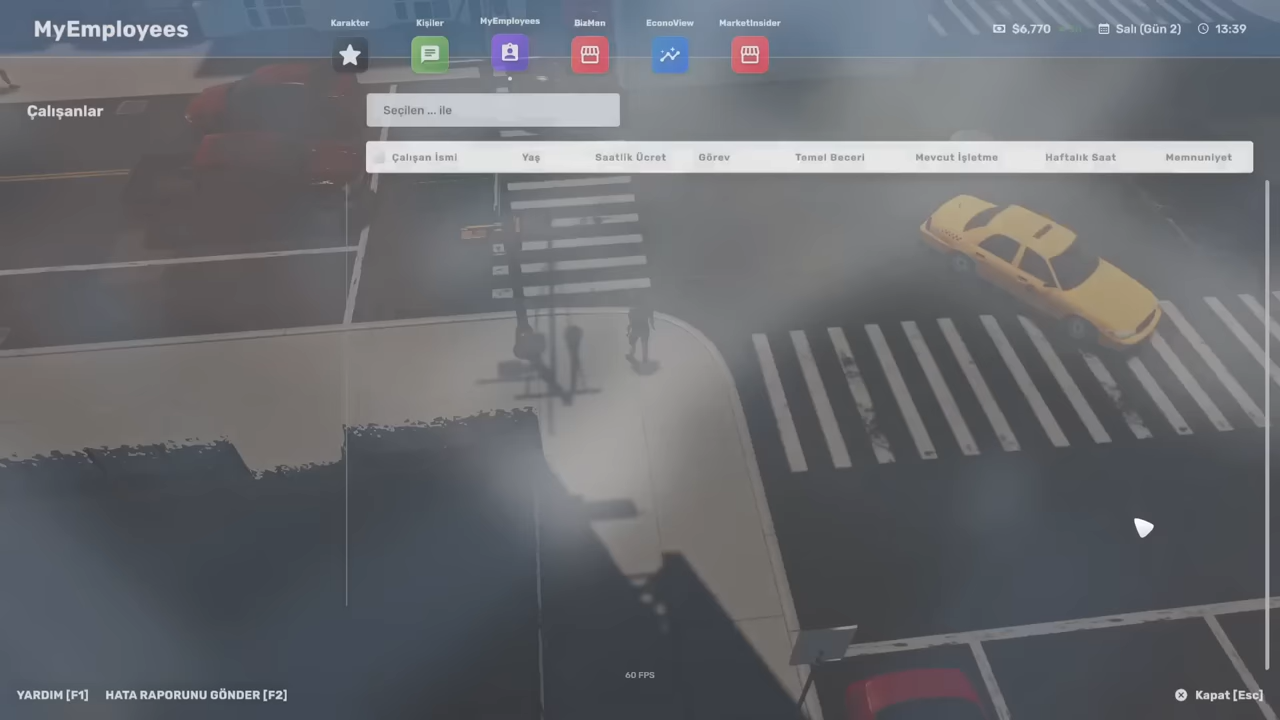 MyEmployees
Karakter
Kişiler
MyEmployees
BizMan
EconoView
MarketInsider
$6,770
Salı (Gün 2)
13:39
Çalışanlar
Seçilen ... ile
Çalışan İsmi Yaş Saatlik Ücret Görev Temel Beceri Mevcut İşletme Haftalık Saat Memnuniyet
60 FPS
YARDIM [F1] HATA RAPORUNU GÖNDER [F2]
Kapat [Esc]